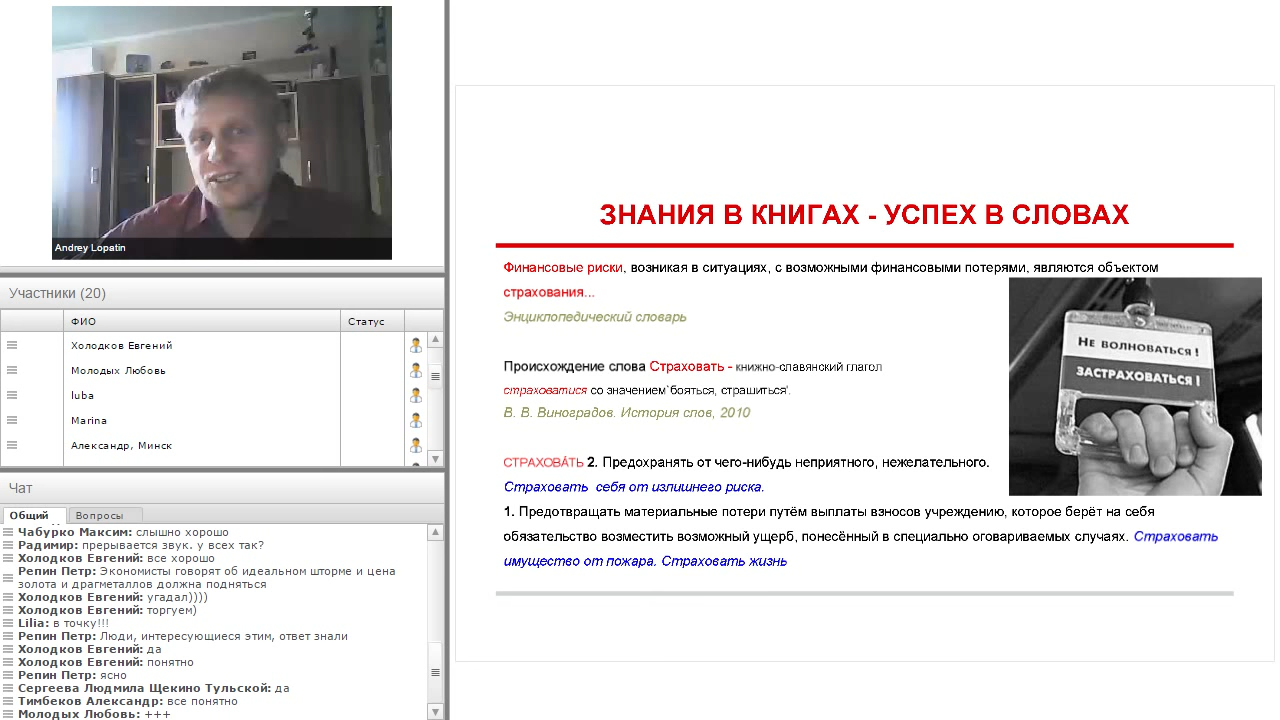 Andrey Lopatin
Участники (20)
ФИО
Статус
Холодков Евгений
Молодых Любовь
luba
Marina
Александр, Минск
Чат
Общий
Вопросы
Чабурко Максим: слышно хорошо
Радимир: прерывается звук. у всех так?
Холодков Евгений: все хорошо
Репин Петр: Экономисты говорят об идеальном шторме и цена
золота и драгметаллов должна подняться
Холодков Евгений: угадал))))
Холодков Евгений: торгуем)
Lilia: в точку!!!
Репин Петр: Люди, интересующиеся этим, ответ знали
Холодков Евгений: да
Холодков Евгений: понятно
Репин Петр: ясно
Сергеева Людмила Щекино Тульской: да
Тимбеков Александр: все понятно
Молодых Любовь: +++
ЗНАНИЯ В КНИГАХ - УСПЕХ В СЛОВАХ
Финансовые риски, возникая в ситуациях, с возможными финансовыми потерями, являются объектом
страхования...
Энциклопедический словарь
Происхождение слова Страховать - книжно-славянский глагол
страховатися со значением`бояться, страшиться'.
В. В. Виноградов. История слов, 2010
СТРАХОВА́ТЬ 2. Предохранять от чего-нибудь неприятного, нежелательного.
Страховать себя от излишнего риска.
1. Предотвращать материальные потери путём выплаты взносов учреждению, которое берёт на себя
обязательство возместить возможный ущерб, понесённый в специально оговариваемых случаях. Страховать
имущество от пожара. Страховать жизнь
НЕ ВОЛНОВАТЬСЯ !
ЗАСТРАХОВАТЬСЯ !